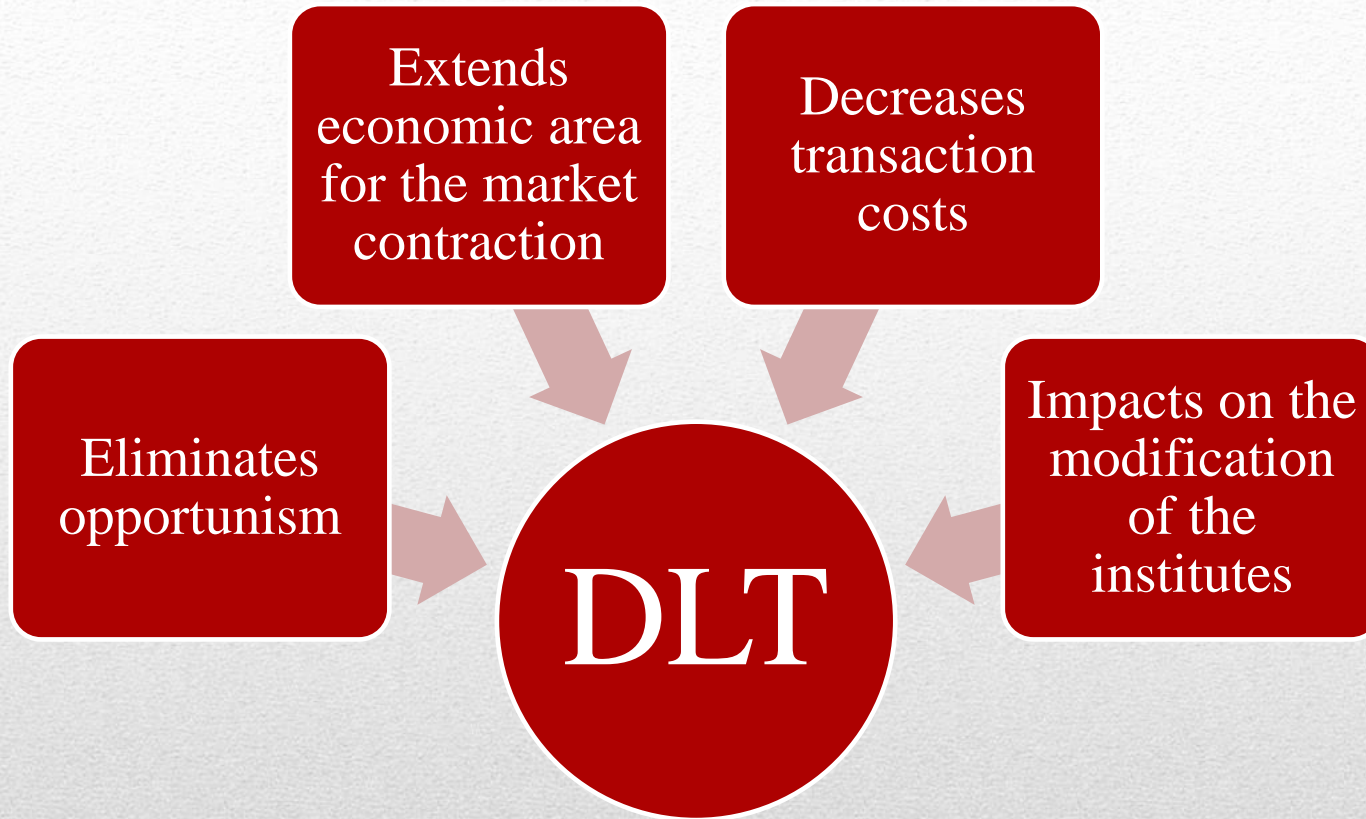 Extends
economic area
for the market
contraction
Decreases
transaction
costs
Eliminates
opportunism
Impacts on the
modification
of the
institutes
DLT